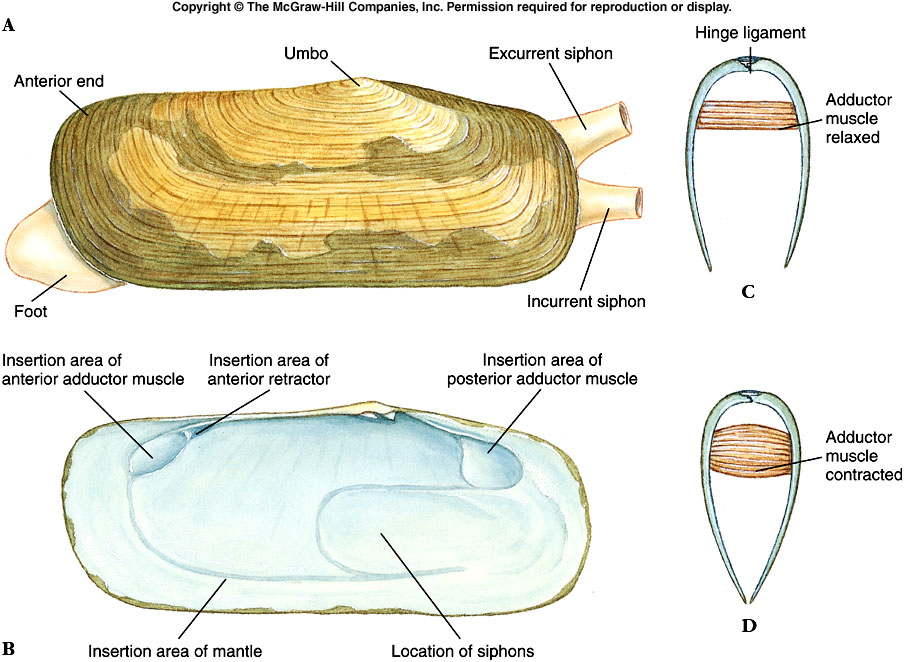 Copyright © The McGraw-Hill Companies, Inc. Permission required for reproduction or display.
A
Umbo
Excurrent siphon
Anterior end
Foot
Incurrent siphon
Hinge ligament
Adductor
muscle
relaxed
C
Insertion area of
anterior adductor muscle
Insertion area of
anterior retractor
Insertion area of
posterior adductor muscle
B
Insertion area of mantle
Location of siphons
Adductor
muscle
contracted
D